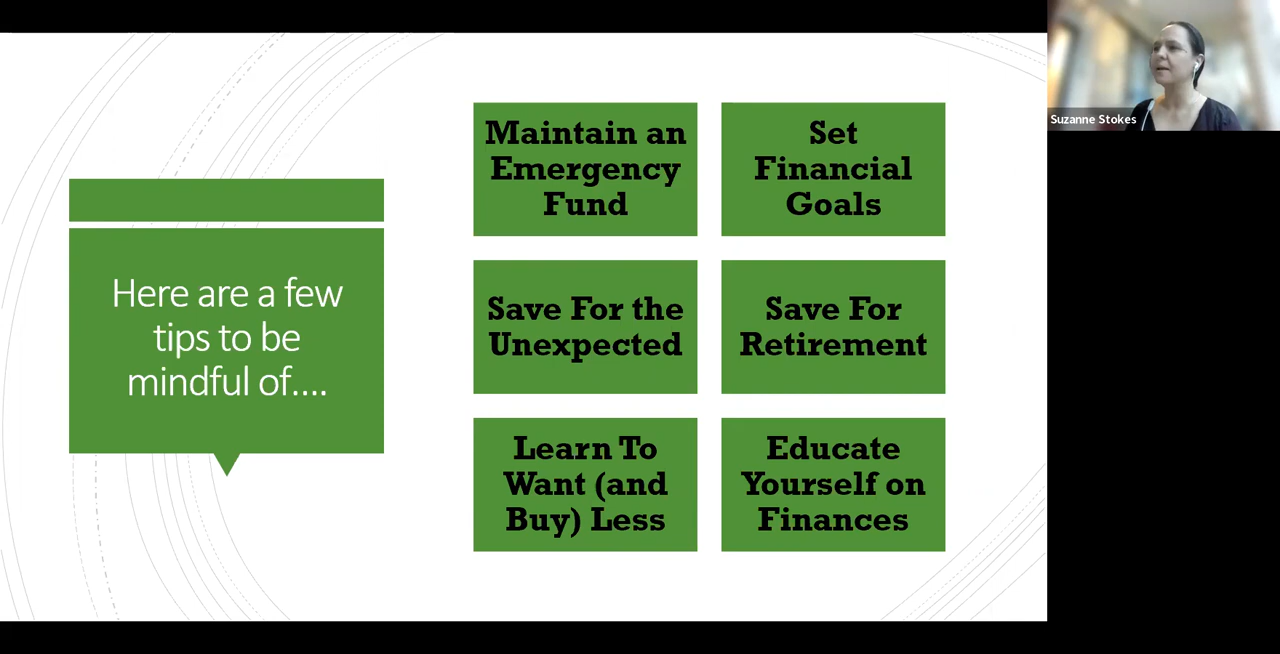 Here are a few
tips to be
mindful of....
Maintain an
Emergency
Fund
Set
Financial
Goals
Save For the
Unexpected
Save For
Retirement
Learn To
Want (and
Buy) Less
Educate
Yourself on
Finances
Suzanne Stokes